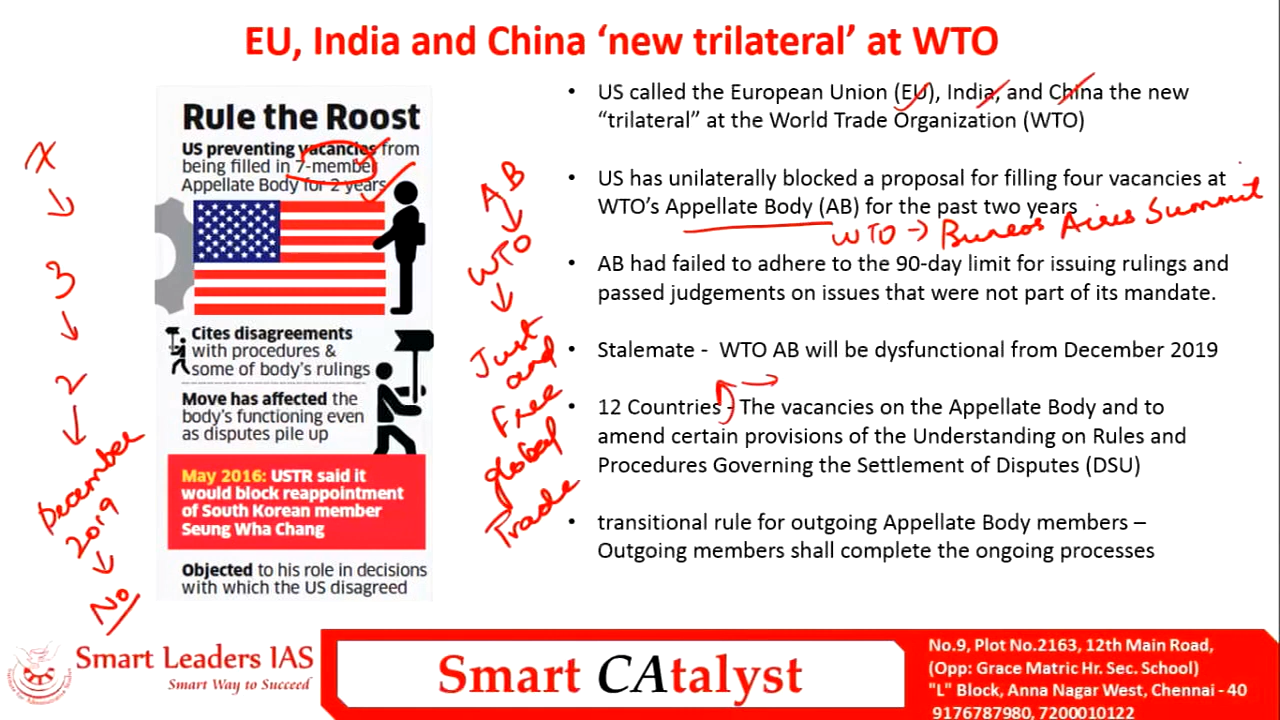 EU, India and China ‘new trilateral’ at WTO
Rule the Roost
US preventing vacancies from
being filled in 7-member
Appellate Body for 2 years
Cites disagreements
with procedures &
some of body's rulings
Move has affected the
body's functioning even
as disputes pile up
May 2016: USTR said it
would block reappointment
of South Korean member
Seung Wha Chang
Objected to his role in decisions
with which the US disagreed
3
2
December
2019
No
AB
WTO
Just
and
Free
global
Trade
• US called the European Union (EU), India, and China the new
“trilateral” at the World Trade Organization (WTO)
• US has unilaterally blocked a proposal for filling four vacancies at
WTO’s Appellate Body (AB) for the past two years
WTO → Buenos Aires Summit
• AB had failed to adhere to the 90-day limit for issuing rulings and
passed judgements on issues that were not part of its mandate.
• Stalemate - WTO AB will be dysfunctional from December 2019
• 12 Countries - The vacancies on the Appellate Body and to
amend certain provisions of the Understanding on Rules and
Procedures Governing the Settlement of Disputes (DSU)
• transitional rule for outgoing Appellate Body members –
Outgoing members shall complete the ongoing processes
Smart Leaders IAS
Smart Way to Succeed
Smart CAtalyst
No.9, Plot No.2163, 12th Main Road,
(Opp: Grace Matric Hr. Sec. School)
"L" Block, Anna Nagar West, Chennai - 40
9176787980, 7200010122